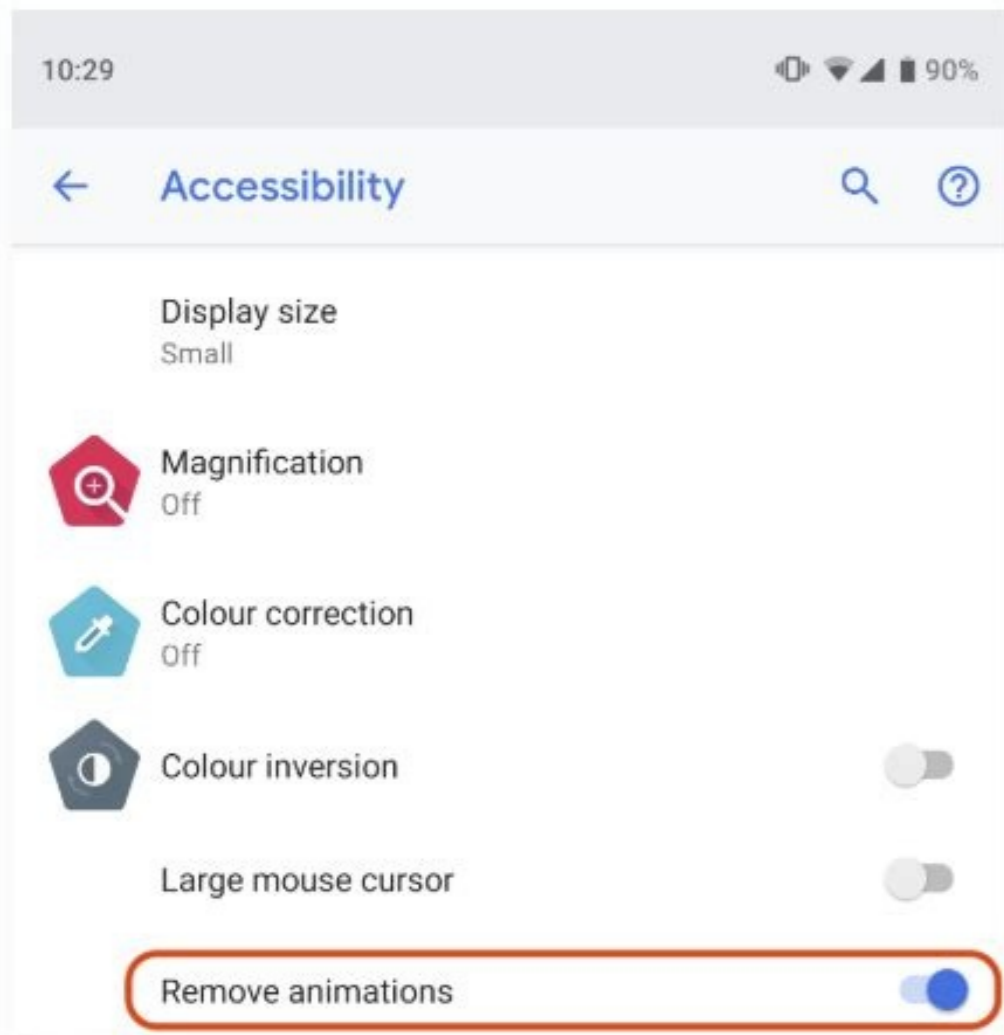 10:29
90%
Accessibility
Display size
Small
Magnification
Off
Colour correction
Off
Colour inversion
Large mouse cursor
Remove animations